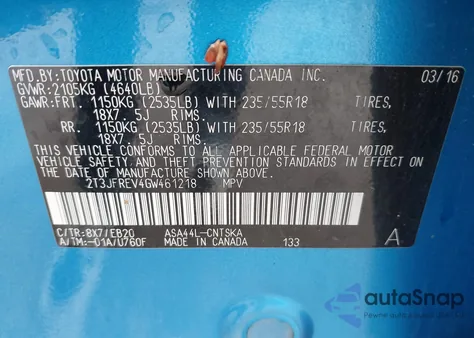 MFD.BY:TOYOTA MOTOR MANUFACTURING CANADA INC. 03/16
GVWR:2105KG (4640LB)
GAWR:FRT. 1150KG (2535LB) WITH 235/55R18 TIRES,
18X7.5J RIMS.
RR. 1150KG (2535LB) WITH 235/55R18 TIRES,
18X7.5J RIMS.
THIS VEHICLE CONFORMS TO ALL APPLICABLE FEDERAL MOTOR
VEHICLE SAFETY AND THEFT PREVENTION STANDARDS IN EFFECT ON
THE DATE OF MANUFACTURE SHOWN ABOVE.
2T3JFREV4GW461218 MPV
C/TR:8X7/EB20 ASA44L-CNTSKA
A/TM:-01A/U760F MADE IN CANADA 133 A
autoSnap